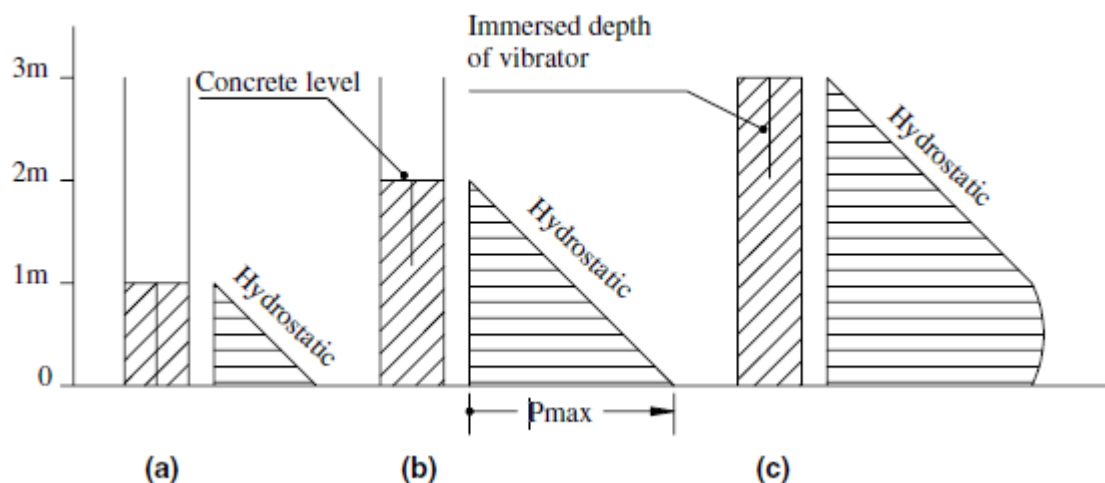 Immersed depth
of vibrator
3m
Concrete level
2m
1m
0
Hydrostatic
Hydrostatic
Hydrostatic
Pmax
(a)
(b)
(c)